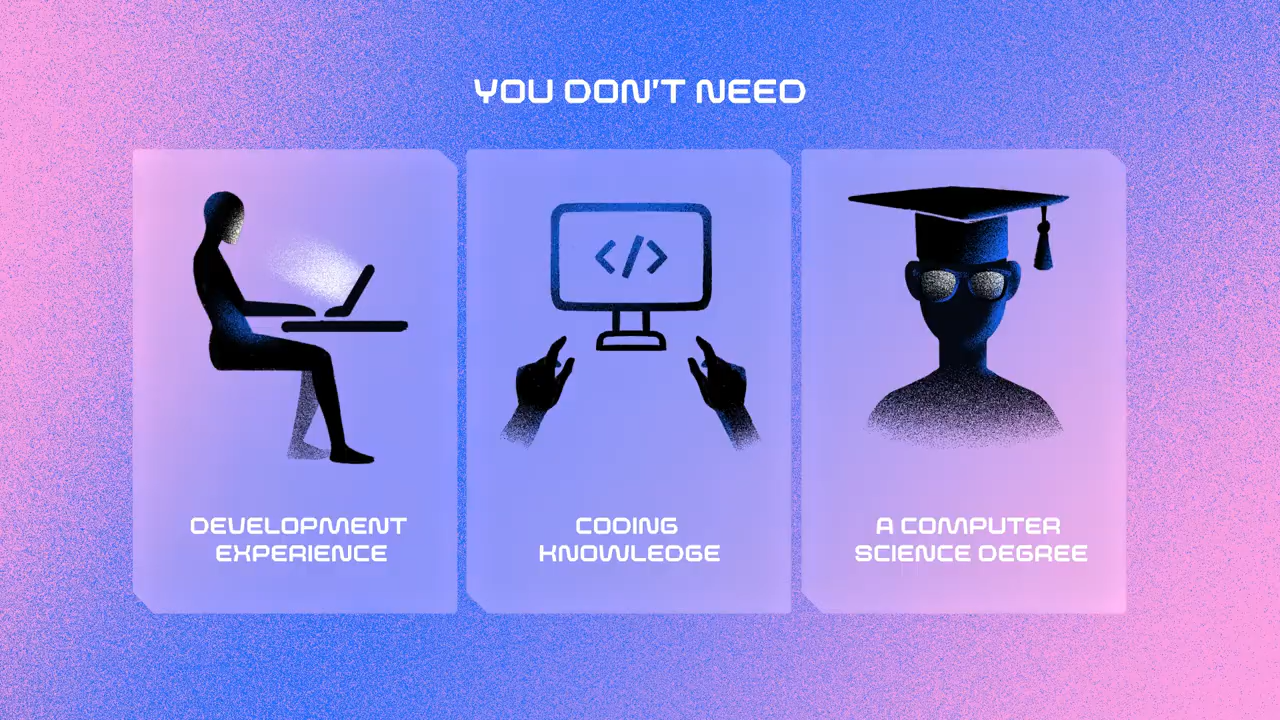 YOU DON'T NEED
DEVELOPMENT
EXPERIENCE
</>
CODING
KNOWLEDGE
A COMPUTER
SCIENCE DEGREE